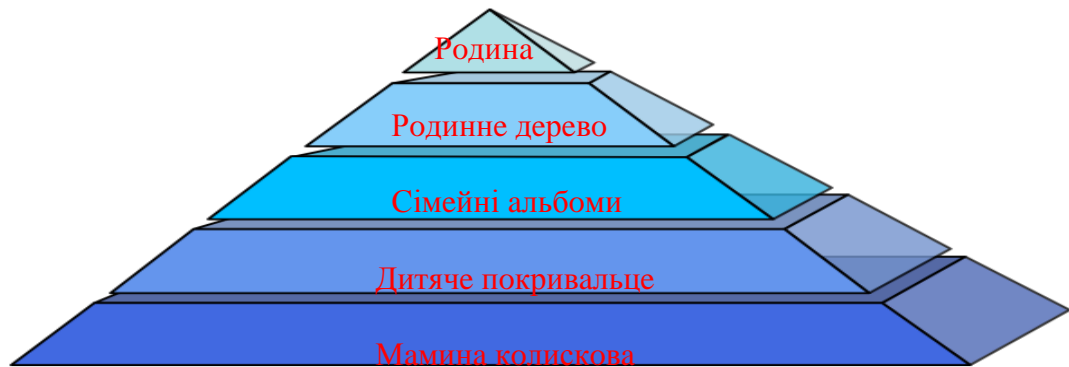 Родина
Родинне дерево
Сімейні альбоми
Дитяче покривальце
Мамина колискова